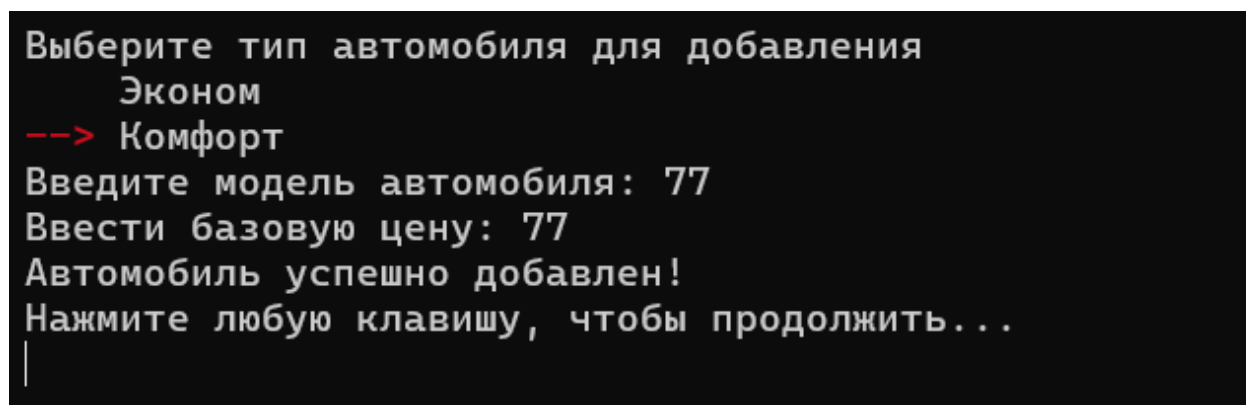 Выберите тип автомобиля для добавления
Эконом
--> Комфорт
Введите модель автомобиля: 77
Ввести базовую цену: 77
Автомобиль успешно добавлен!
Нажмите любую клавишу, чтобы продолжить...